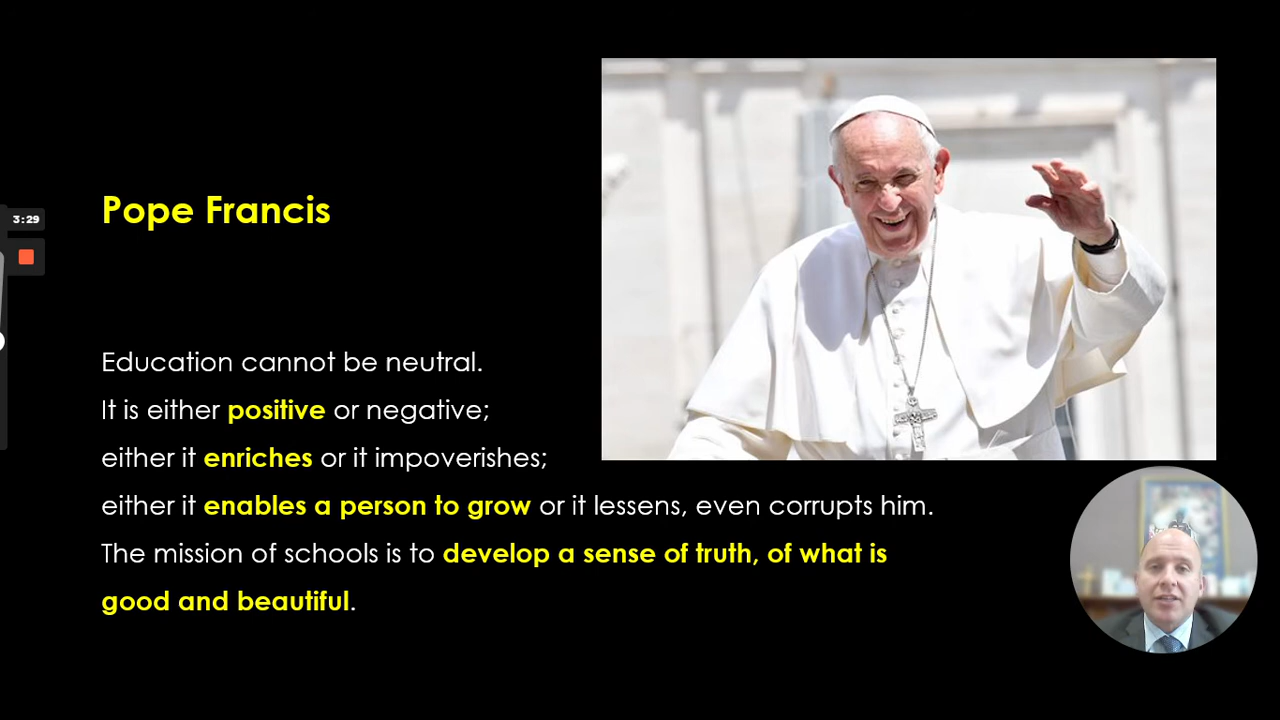 Pope Francis
3:29
Education cannot be neutral.
It is either positive or negative;
either it enriches or it impoverishes;
either it enables a person to grow or it lessens, even corrupts him.
The mission of schools is to develop a sense of truth, of what is
good and beautiful.